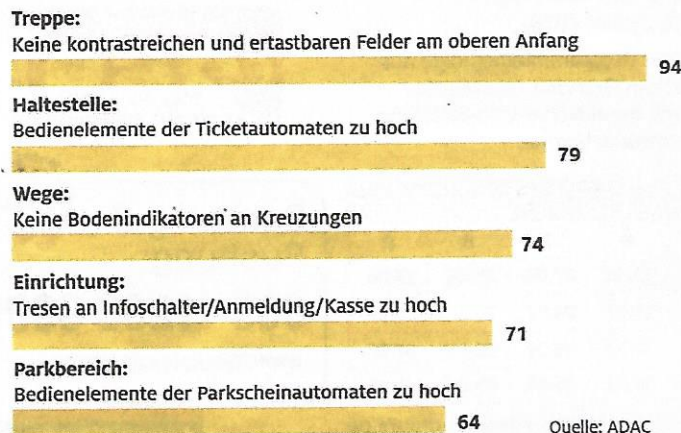 Treppe:
Keine kontrastreichen und ertastbaren Felder am oberen Anfang
94
Haltestelle:
Bedienelemente der Ticketautomaten zu hoch
79
Wege:
Keine Bodenindikatoren an Kreuzungen
74
Einrichtung:
Tresen an Infoschalter/Anmeldung/Kasse zu hoch
71
Parkbereich:
Bedienelemente der Parkscheinautomaten zu hoch
64
Quelle: ADAC